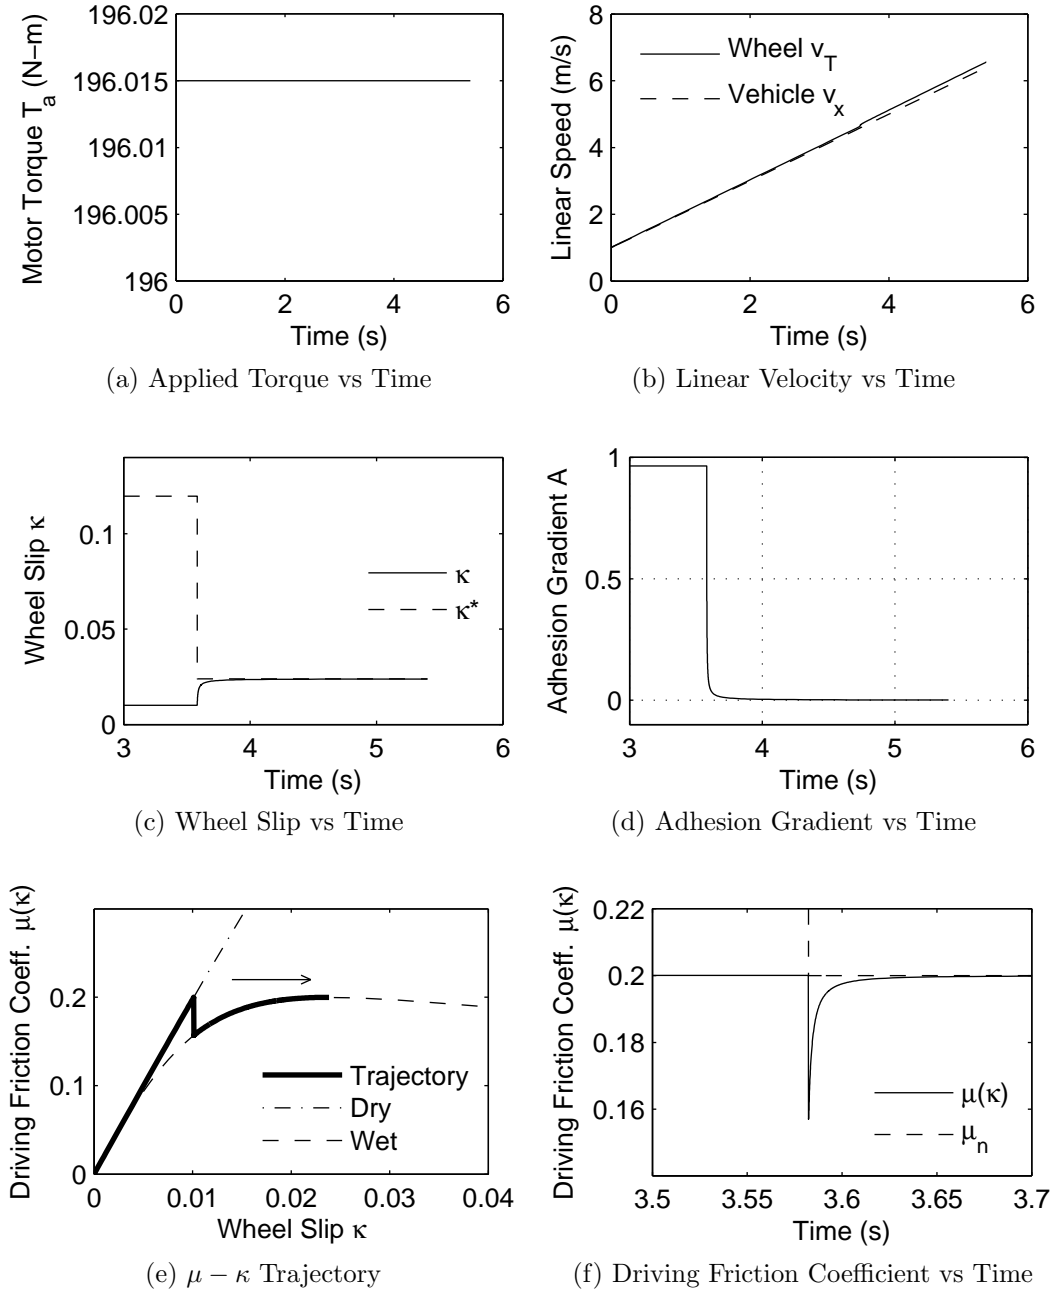 Motor Torque T_a (N−m)
196.02
196.015
196.01
196.005
196
0 2 4 6
Time (s)
(a) Applied Torque vs Time
Linear Speed (m/s)
8
6
4
2
0
Wheel v_T
Vehicle v_x
0 2 4 6
Time (s)
(b) Linear Velocity vs Time
Wheel Slip κ
0.1
0.05
0
κ
κ*
3 4 5 6
Time (s)
(c) Wheel Slip vs Time
Adhesion Gradient A
1
0.5
0
3 4 5 6
Time (s)
(d) Adhesion Gradient vs Time
Driving Friction Coeff. μ(κ)
0.2
0.1
0
Trajectory
Dry
Wet
0 0.01 0.02 0.03 0.04
Wheel Slip κ
(e) μ − κ Trajectory
Driving Friction Coeff. μ(κ)
0.22
0.2
0.18
0.16
μ(κ)
μ_n
3.5 3.55 3.6 3.65 3.7
Time (s)
(f) Driving Friction Coefficient vs Time